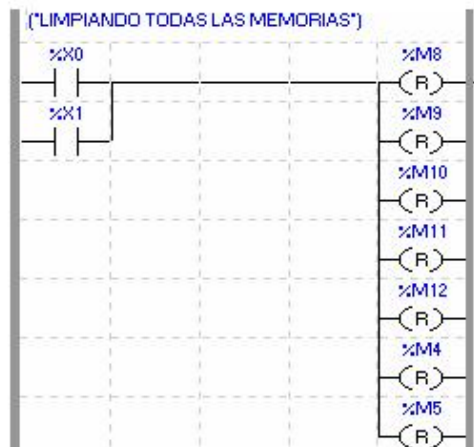 (*LIMPIANDO TODAS LAS MEMORIAS*)
%X0
%M8
(R)
%X1
%M9
(R)
%M10
(R)
%M11
(R)
%M12
(R)
%M4
(R)
%M5
(R)